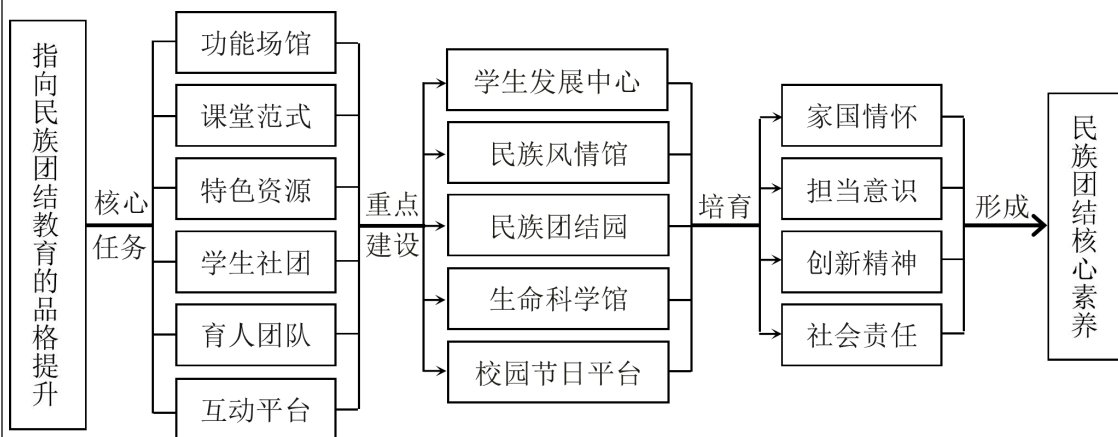 指向民族团结教育的品格提升
核心
任务
功能场馆
课堂范式
特色资源
学生社团
育人团队
互动平台
重点
建设
学生发展中心
民族风情馆
民族团结园
生命科学馆
校园节日平台
培育
家国情怀
担当意识
创新精神
社会责任
形成
民族团结核心素养